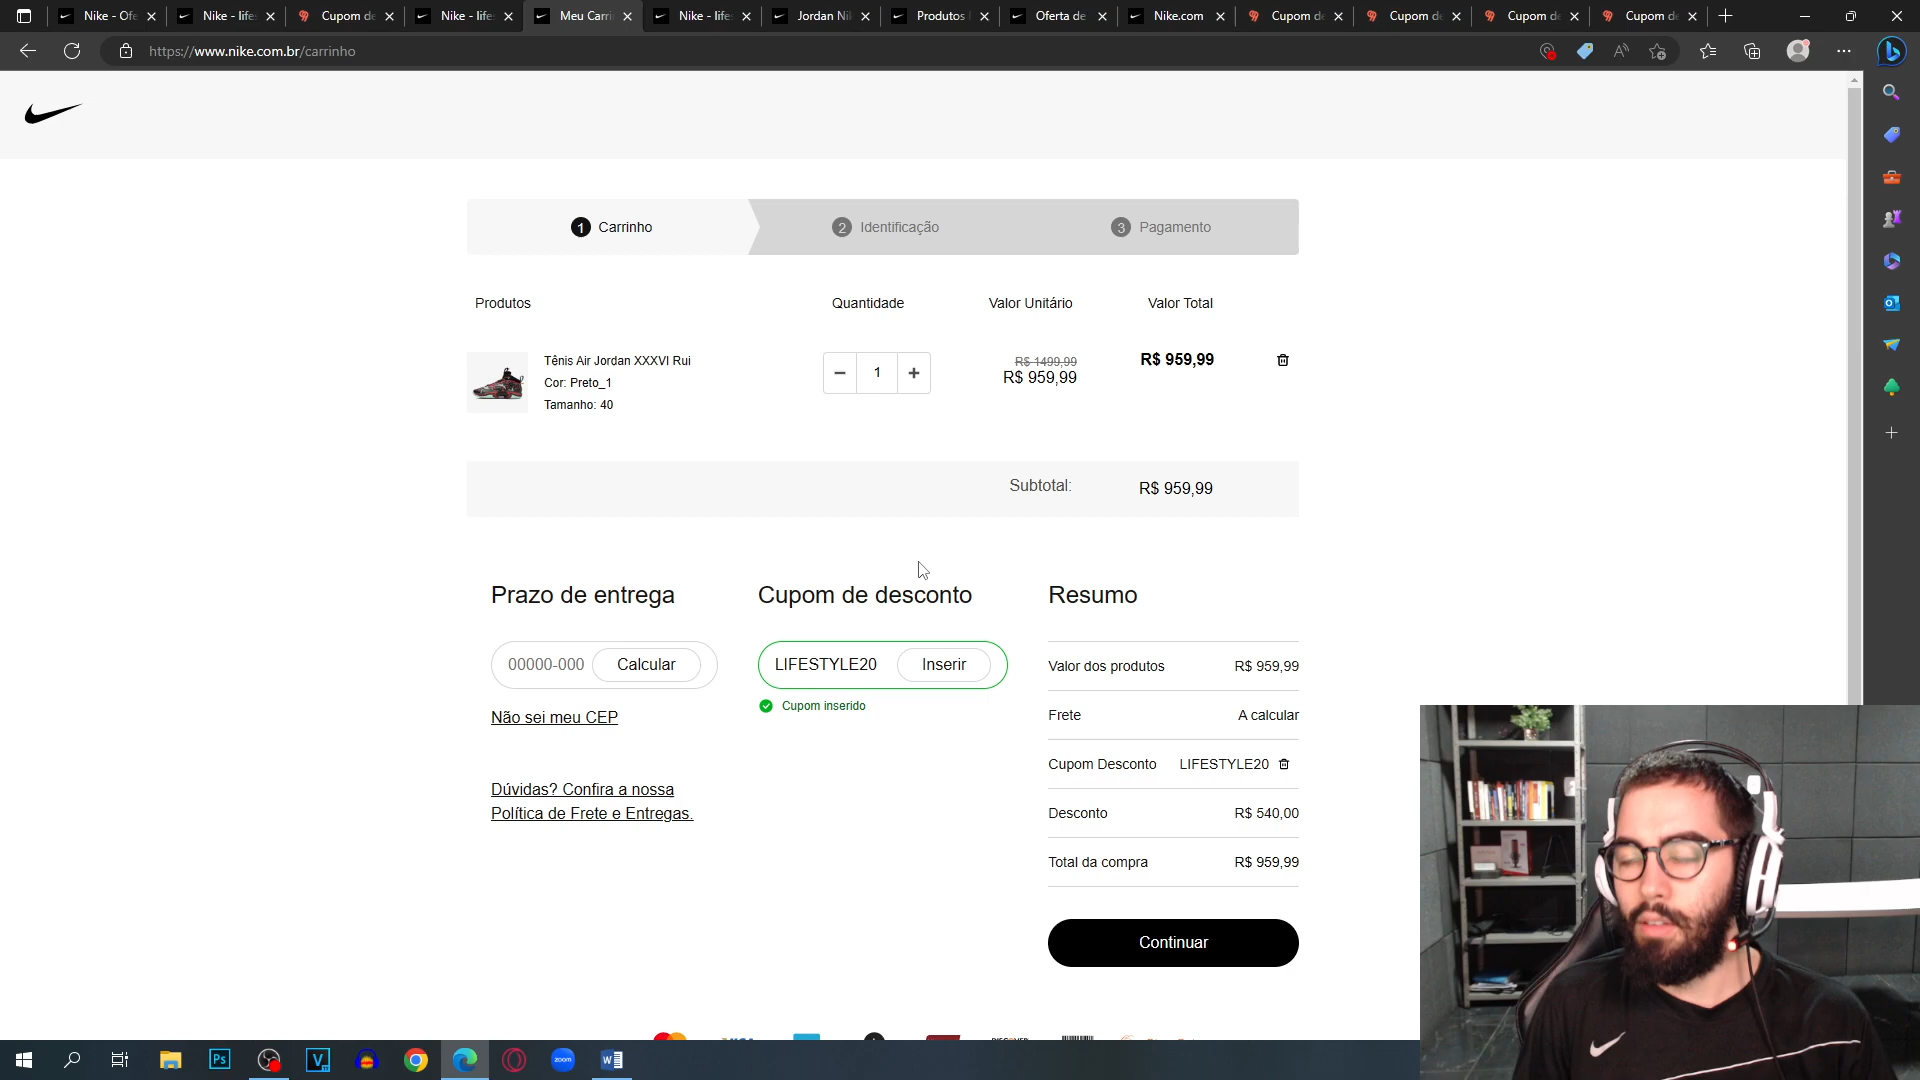 Nike - Ofe
Nike - life
Cupom de
Nike - life
Meu Carri
Nike - life
Jordan Nik
Produtos
Oferta de
Nike.com
Cupom de
Cupom de
Cupom de
Cupom de
https://www.nike.com.br/carrinho
1 Carrinho
2 Identificação
3 Pagamento
Produtos
Quantidade
Valor Unitário
Valor Total
Tênis Air Jordan XXXVI Rui
Cor: Preto_1
Tamanho: 40
1
R$ 1499,99
R$ 959,99
R$ 959,99
Subtotal:
R$ 959,99
Prazo de entrega
00000-000
Calcular
Não sei meu CEP
Dúvidas? Confira a nossa
Política de Frete e Entregas.
Cupom de desconto
LIFESTYLE20
Inserir
Cupom inserido
Resumo
Valor dos produtos R$ 959,99
Frete A calcular
Cupom Desconto LIFESTYLE20
Desconto R$ 540,00
Total da compra R$ 959,99
Continuar
Ps
V
zoom